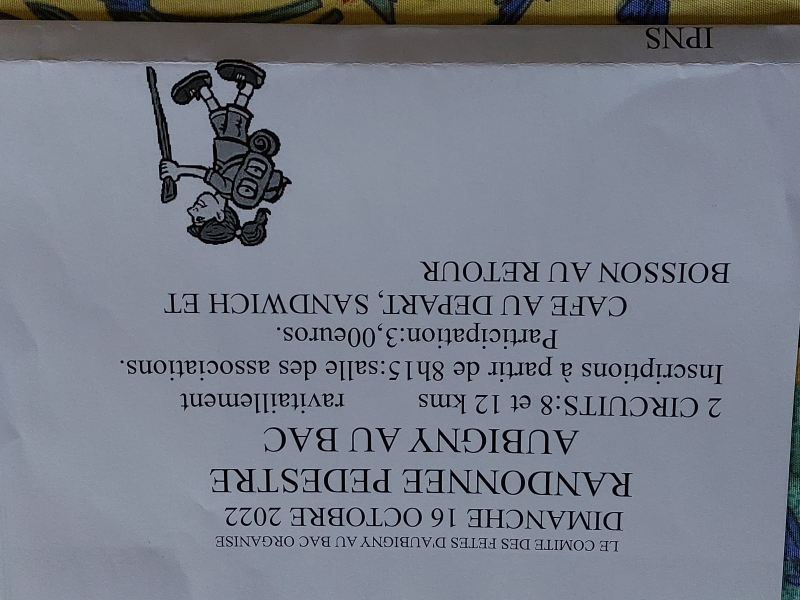 LE COMITE DES FETES D'AUBIGNY AU BAC ORGANISE
DIMANCHE 16 OCTOBRE 2022
RANDONNEE PEDESTRE
AUBIGNY AU BAC
2 CIRCUITS:8 et 12 kms ravitaillement
Inscriptions à partir de 8h15:salle des associations.
Participation:3,00euros.
CAFE AU DEPART, SANDWICH ET
BOISSON AU RETOUR
IPNS